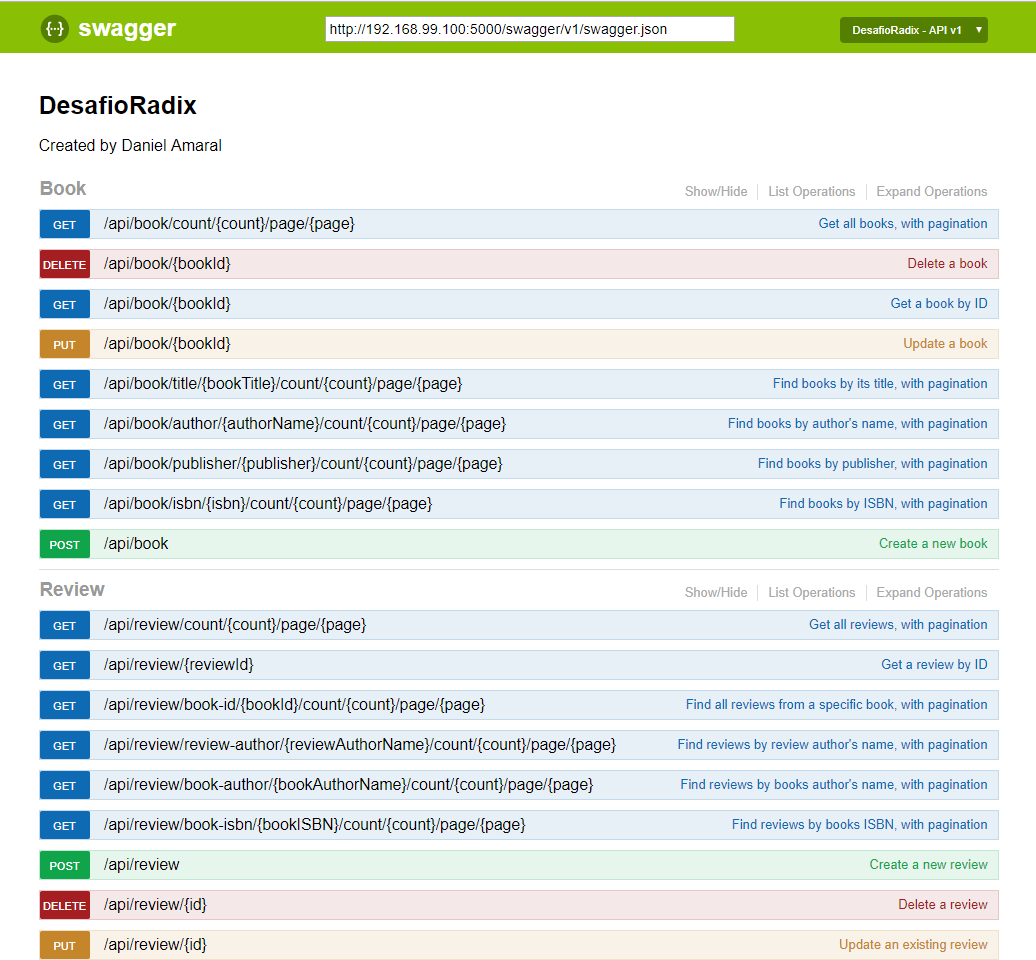 {··} swagger http://192.168.99.100:5000/swagger/v1/swagger.json DesafioRadix - API v1 ▼
DesafioRadix
Created by Daniel Amaral
Book Show/Hide List Operations Expand Operations
GET /api/book/count/{count}/page/{page} Get all books, with pagination
DELETE /api/book/{bookId} Delete a book
GET /api/book/{bookId} Get a book by ID
PUT /api/book/{bookId} Update a book
GET /api/book/title/{bookTitle}/count/{count}/page/{page} Find books by its title, with pagination
GET /api/book/author/{authorName}/count/{count}/page/{page} Find books by author's name, with pagination
GET /api/book/publisher/{publisher}/count/{count}/page/{page} Find books by publisher, with pagination
GET /api/book/isbn/{isbn}/count/{count}/page/{page} Find books by ISBN, with pagination
POST /api/book Create a new book
Review Show/Hide List Operations Expand Operations
GET /api/review/count/{count}/page/{page} Get all reviews, with pagination
GET /api/review/{reviewId} Get a review by ID
GET /api/review/book-id/{bookId}/count/{count}/page/{page} Find all reviews from a specific book, with pagination
GET /api/review/review-author/{reviewAuthorName}/count/{count}/page/{page} Find reviews by review author's name, with pagination
GET /api/review/book-author/{bookAuthorName}/count/{count}/page/{page} Find reviews by books author's name, with pagination
GET /api/review/book-isbn/{bookISBN}/count/{count}/page/{page} Find reviews by books ISBN, with pagination
POST /api/review Create a new review
DELETE /api/review/{id} Delete a review
PUT /api/review/{id} Update an existing review